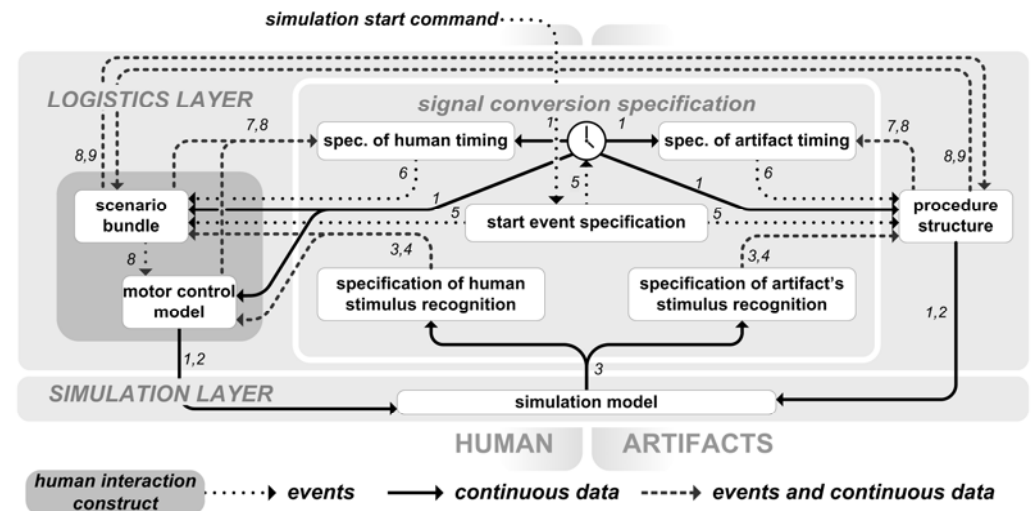 simulation start command
LOGISTICS LAYER
signal conversion specification
7,8
1
1
7,8
spec. of human timing
spec. of artifact timing
8,9
6
5
6
8,9
scenario
bundle
1
5
start event specification
1
5
procedure
structure
8
3,4
3,4
motor control
model
specification of human
stimulus recognition
specification of artifact's
stimulus recognition
1,2
1,2
3
SIMULATION LAYER
simulation model
HUMAN
ARTIFACTS
human interaction
construct
events
continuous data
events and continuous data